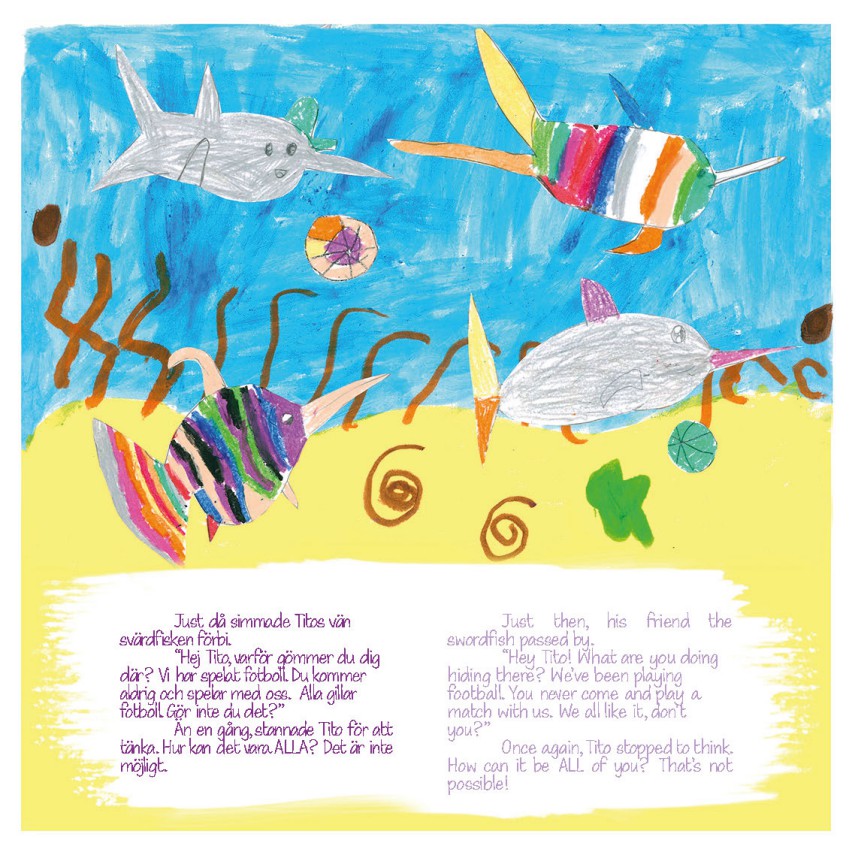 Just då simmade Titos vän
svärdfisken förbi.
"Hej Tito, varför gömmer du dig
där? Vi har spelat fotboll. Du kommer
aldrig och spelar med oss. Alla gillar
fotboll. Gör inte du det?"
Än en gång, stannade Tito för att
tänka. Hur kan det vara ALLA? Det är inte
möjligt.
Just then, his friend the
swordfish passed by.
"Hey Tito! What are you doing
hiding there? We've been playing
football. You never come and play a
match with us. We all like it, don't
you?"
Once again, Tito stopped to think.
How can it be ALL of you? That's not
possible!